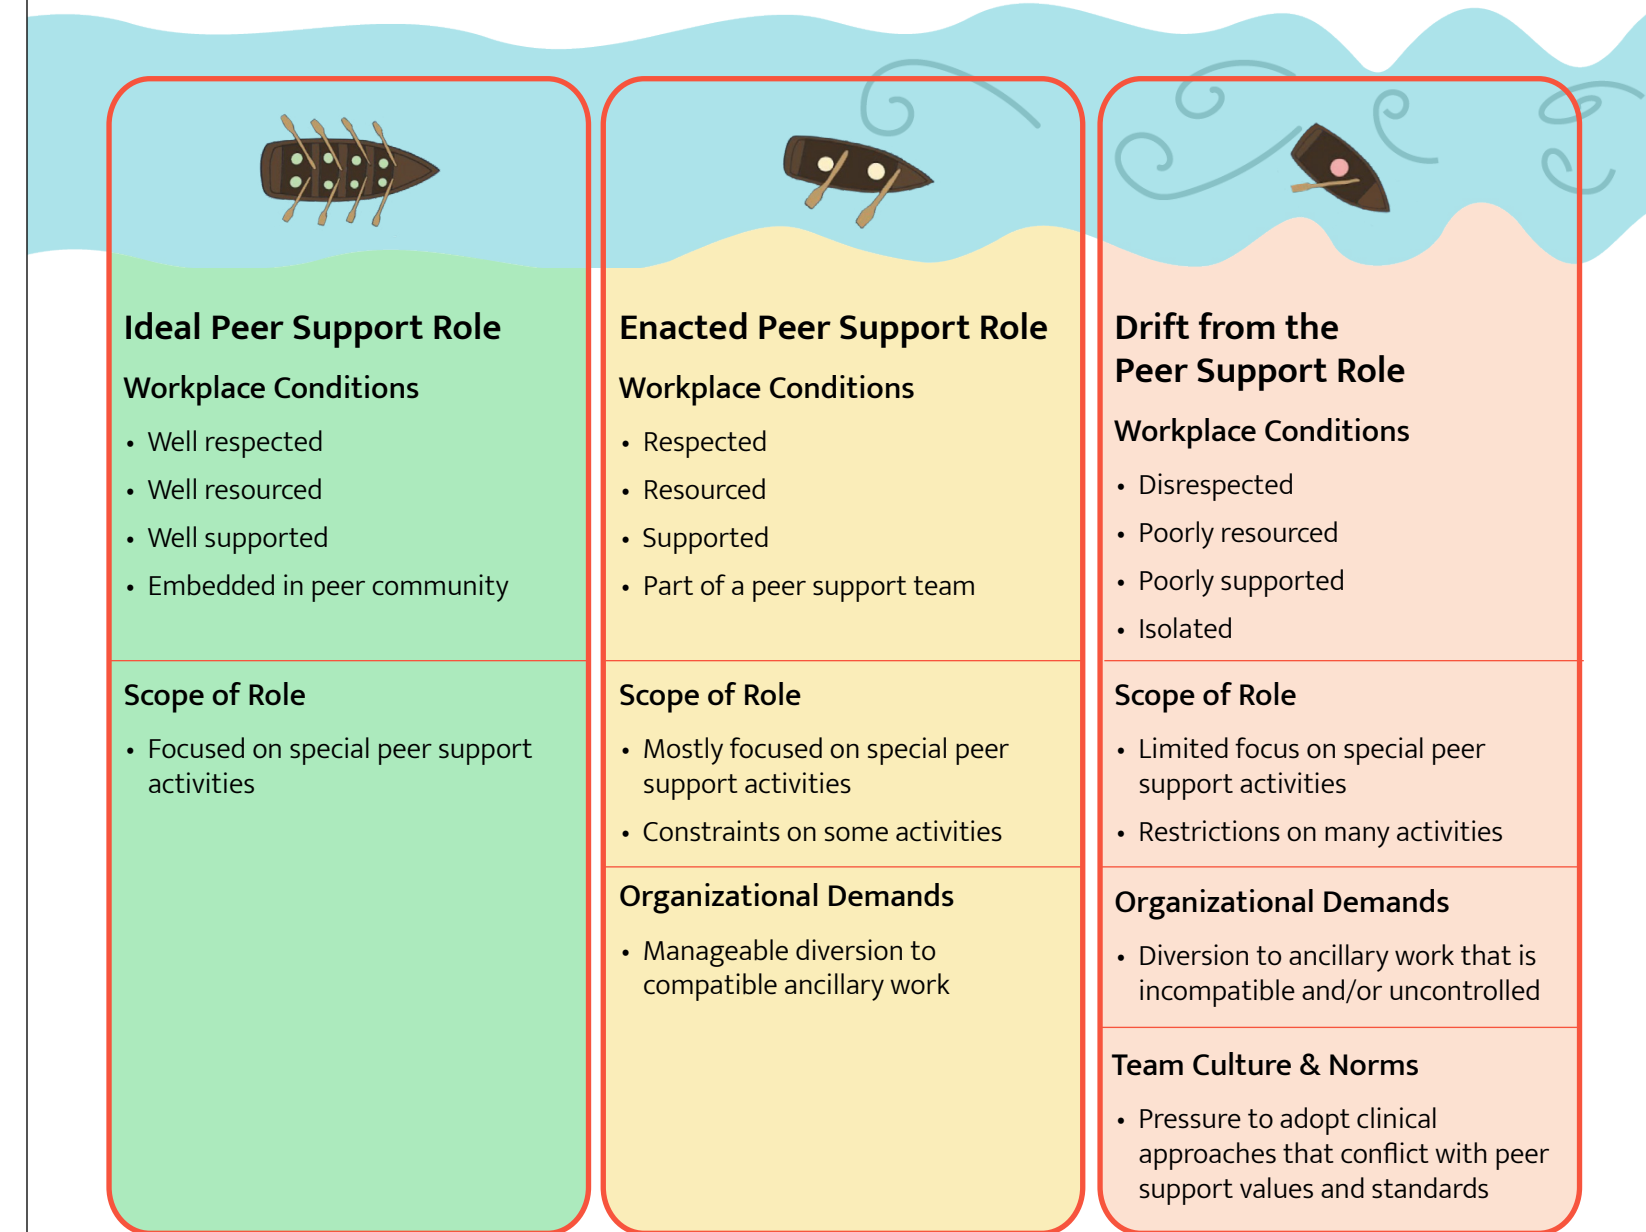 Ideal Peer Support Role
Workplace Conditions
• Well respected
• Well resourced
• Well supported
• Embedded in peer community
Scope of Role
• Focused on special peer support
activities
Enacted Peer Support Role
Workplace Conditions
• Respected
• Resourced
• Supported
• Part of a peer support team
Scope of Role
• Mostly focused on special peer
support activities
• Constraints on some activities
Organizational Demands
• Manageable diversion to
compatible ancillary work
Drift from the
Peer Support Role
Workplace Conditions
• Disrespected
• Poorly resourced
• Poorly supported
• Isolated
Scope of Role
• Limited focus on special peer
support activities
• Restrictions on many activities
Organizational Demands
• Diversion to ancillary work that is
incompatible and/or uncontrolled
Team Culture & Norms
• Pressure to adopt clinical
approaches that conflict with peer
support values and standards